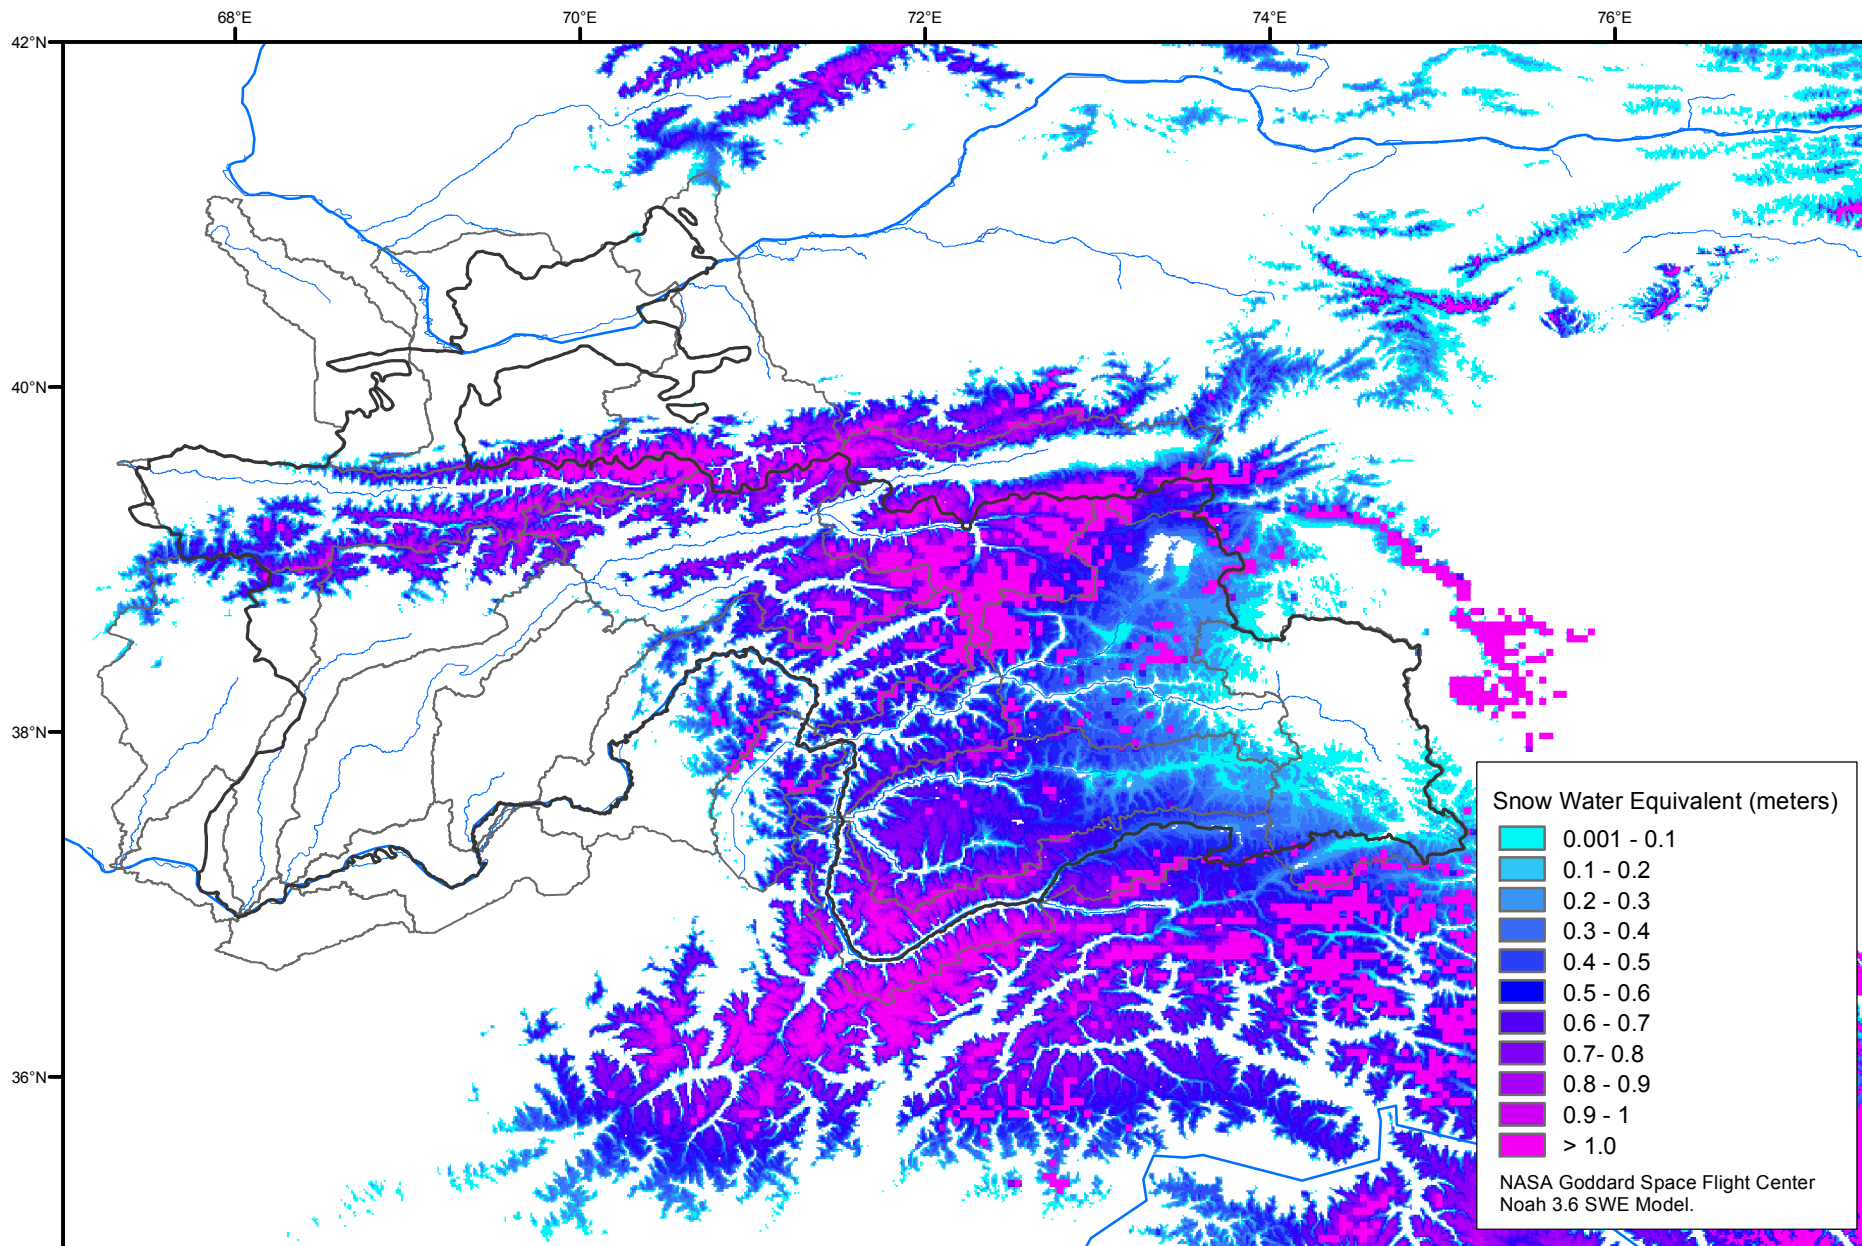 68°E
70°E
72°E
74°E
76°E
42°N
40°N
38°N
36°N
Snow Water Equivalent (meters)
0.001 - 0.1
0.1 - 0.2
0.2 - 0.3
0.3 - 0.4
0.4 - 0.5
0.5 - 0.6
0.6 - 0.7
0.7- 0.8
0.8 - 0.9
0.9 - 1
> 1.0
NASA Goddard Space Flight Center
Noah 3.6 SWE Model.